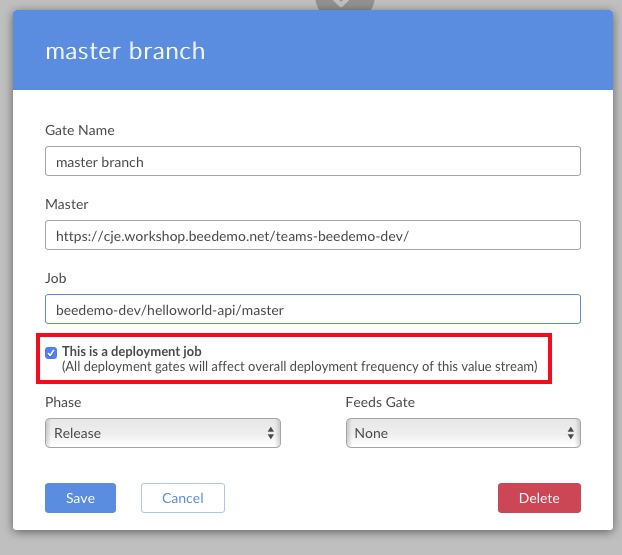 master branch
Gate Name
master branch
Master
https://cje.workshop.beedemo.net/teams-beedemo-dev/
Job
beedemo-dev/helloworld-api/master
This is a deployment job
(All deployment gates will affect overall deployment frequency of this value stream)
Phase
Feeds Gate
Release
None
Save
Cancel
Delete